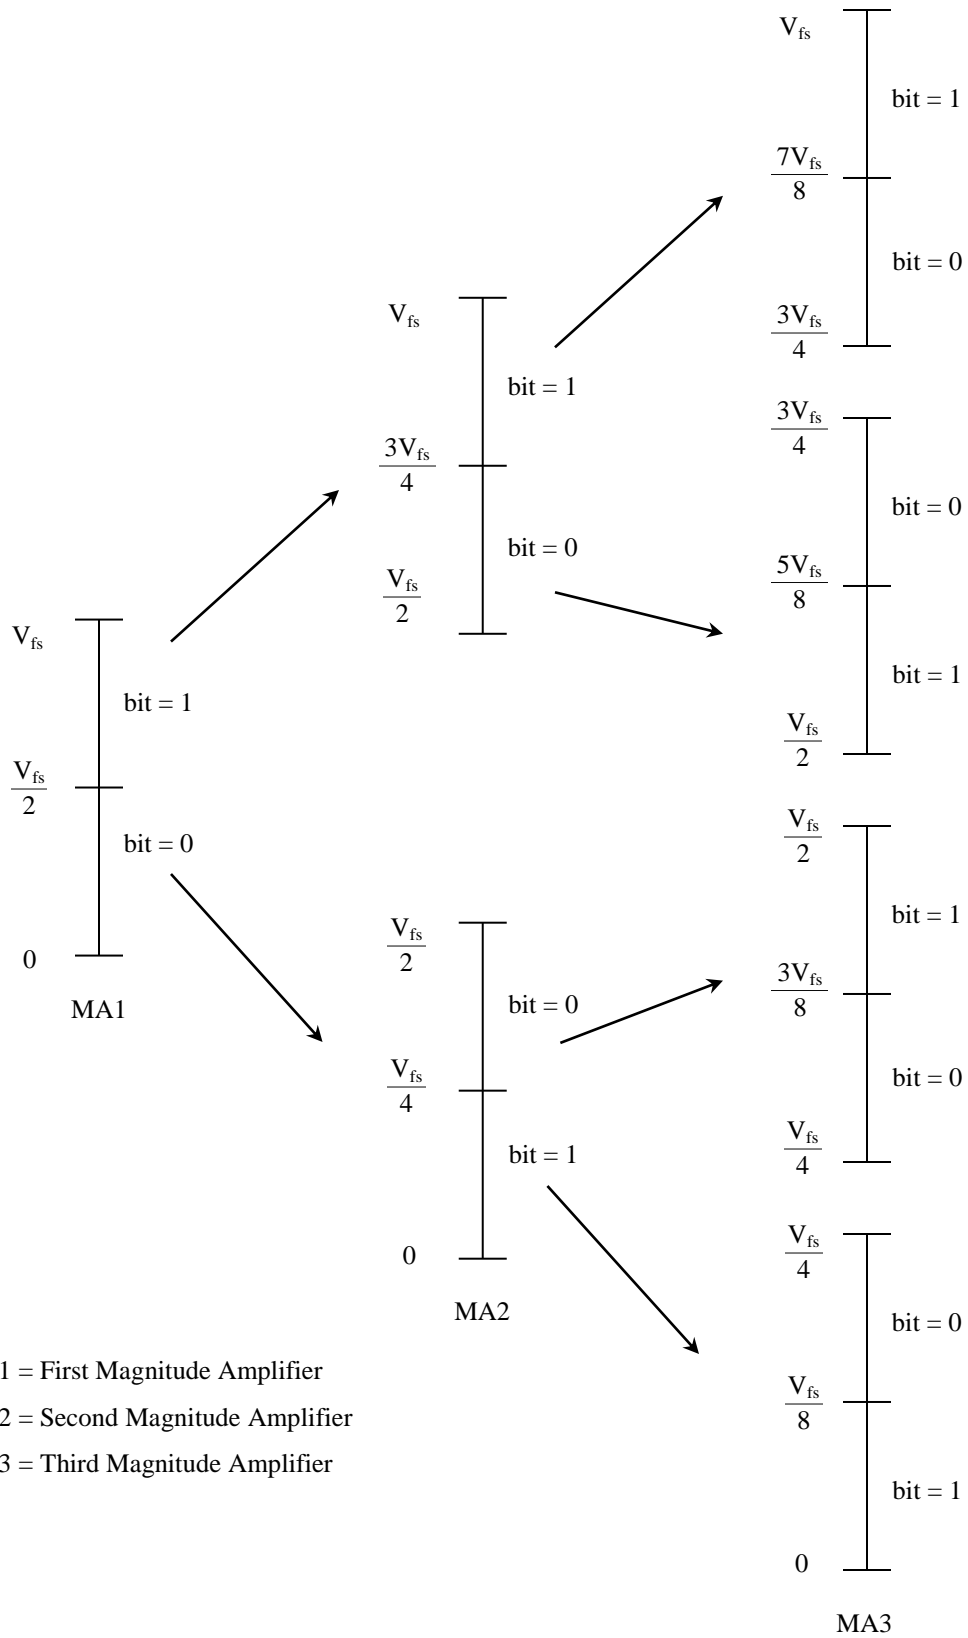 V_fs
bit = 1
V_fs/2
bit = 0
0
MA1
V_fs
bit = 1
3V_fs/4
bit = 0
V_fs/2
V_fs/2
bit = 0
V_fs/4
bit = 1
0
MA2
V_fs
bit = 1
7V_fs/8
bit = 0
3V_fs/4
3V_fs/4
bit = 0
5V_fs/8
bit = 1
V_fs/2
V_fs/2
bit = 1
3V_fs/8
bit = 0
V_fs/4
V_fs/4
bit = 0
V_fs/8
bit = 1
0
MA3
1 = First Magnitude Amplifier
2 = Second Magnitude Amplifier
3 = Third Magnitude Amplifier